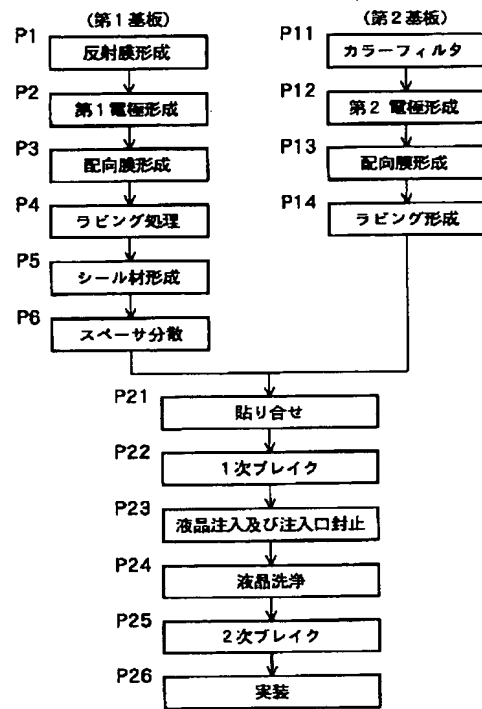 (第1基板)
P1
反射膜形成
P2
第1電極形成
P3
配向膜形成
P4
ラビング処理
P5
シール材形成
P6
スペーサ分散
(第2基板)
P11
カラーフィルタ
P12
第2 電極形成
P13
配向膜形成
P14
ラビング形成
P21
貼り合せ
P22
1次ブレイク
P23
液晶注入及び注入口封止
P24
液晶洗浄
P25
2次ブレイク
P26
実装